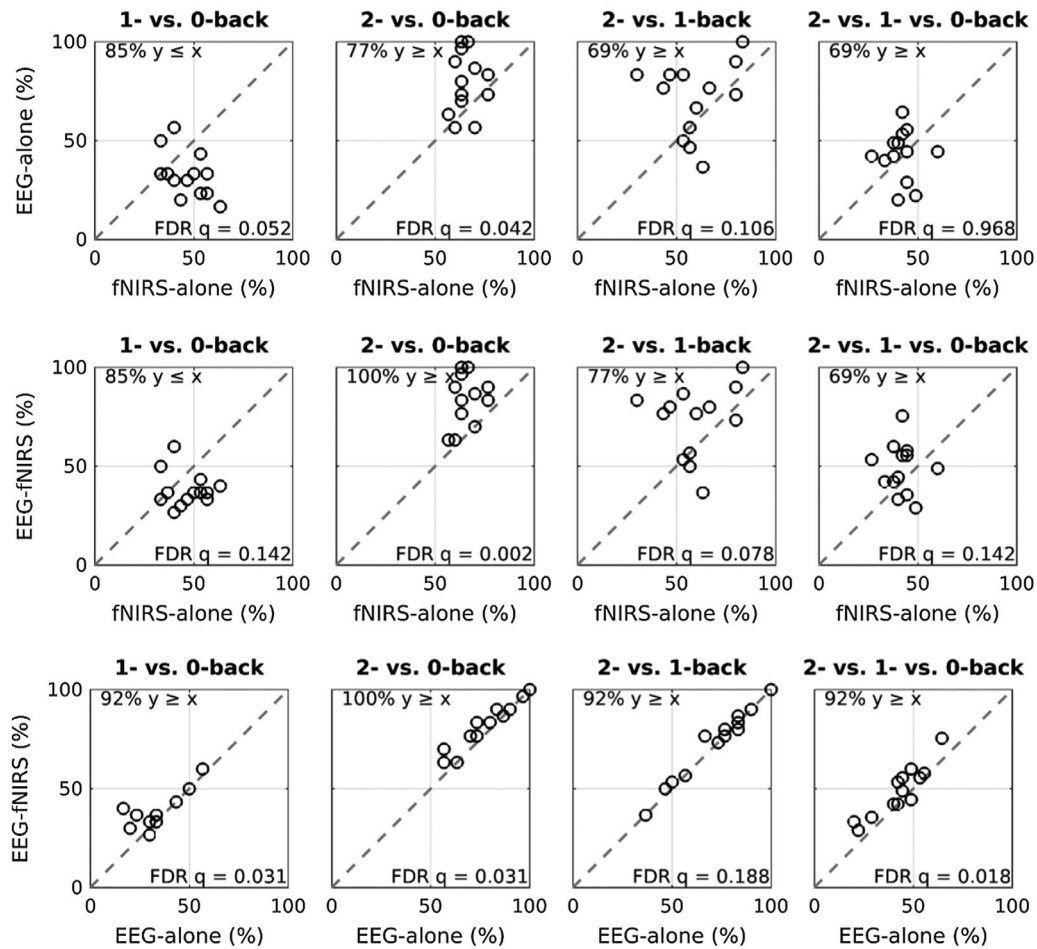 1- vs. 0-back 2- vs. 0-back 2- vs. 1-back 2- vs. 1- vs. 0-back
100 85% y ≤ x 77% y ≥ x 69% y ≥ x 69% y ≥ x
EEG-alone (%)
50
FDR q = 0.052 FDR q = 0.042 FDR q = 0.106 FDR q = 0.968
0
0 50 100 0 50 100 0 50 100 0 50 100
fNIRS-alone (%) fNIRS-alone (%) fNIRS-alone (%) fNIRS-alone (%)
1- vs. 0-back 2- vs. 0-back 2- vs. 1-back 2- vs. 1- vs. 0-back
100 85% y ≤ x 100% y ≥ x 77% y ≥ x 69% y ≥ x
EEG-fNIRS (%)
50
FDR q = 0.142 FDR q = 0.002 FDR q = 0.078 FDR q = 0.142
0
0 50 100 0 50 100 0 50 100 0 50 100
fNIRS-alone (%) fNIRS-alone (%) fNIRS-alone (%) fNIRS-alone (%)
1- vs. 0-back 2- vs. 0-back 2- vs. 1-back 2- vs. 1- vs. 0-back
100 92% y ≥ x 100% y ≥ x 92% y ≥ x 92% y ≥ x
EEG-fNIRS (%)
50
FDR q = 0.031 FDR q = 0.031 FDR q = 0.188 FDR q = 0.018
0
0 50 100 0 50 100 0 50 100 0 50 100
EEG-alone (%) EEG-alone (%) EEG-alone (%) EEG-alone (%)